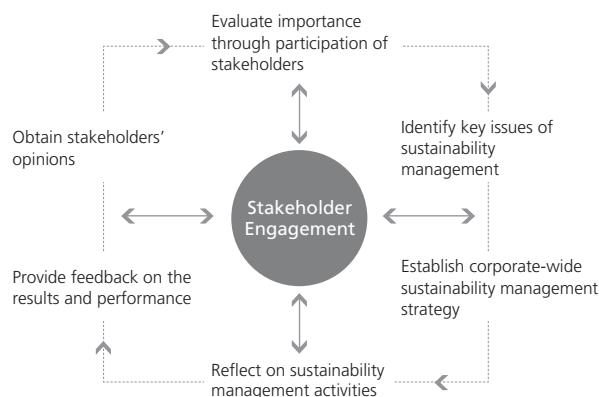 Evaluate importance
through participation of
stakeholders
Obtain stakeholders’
opinions
Identify key issues of
sustainability
management
Stakeholder
Engagement
Provide feedback on the
results and performance
Establish corporate-wide
sustainability management
strategy
Reflect on sustainability
management activities